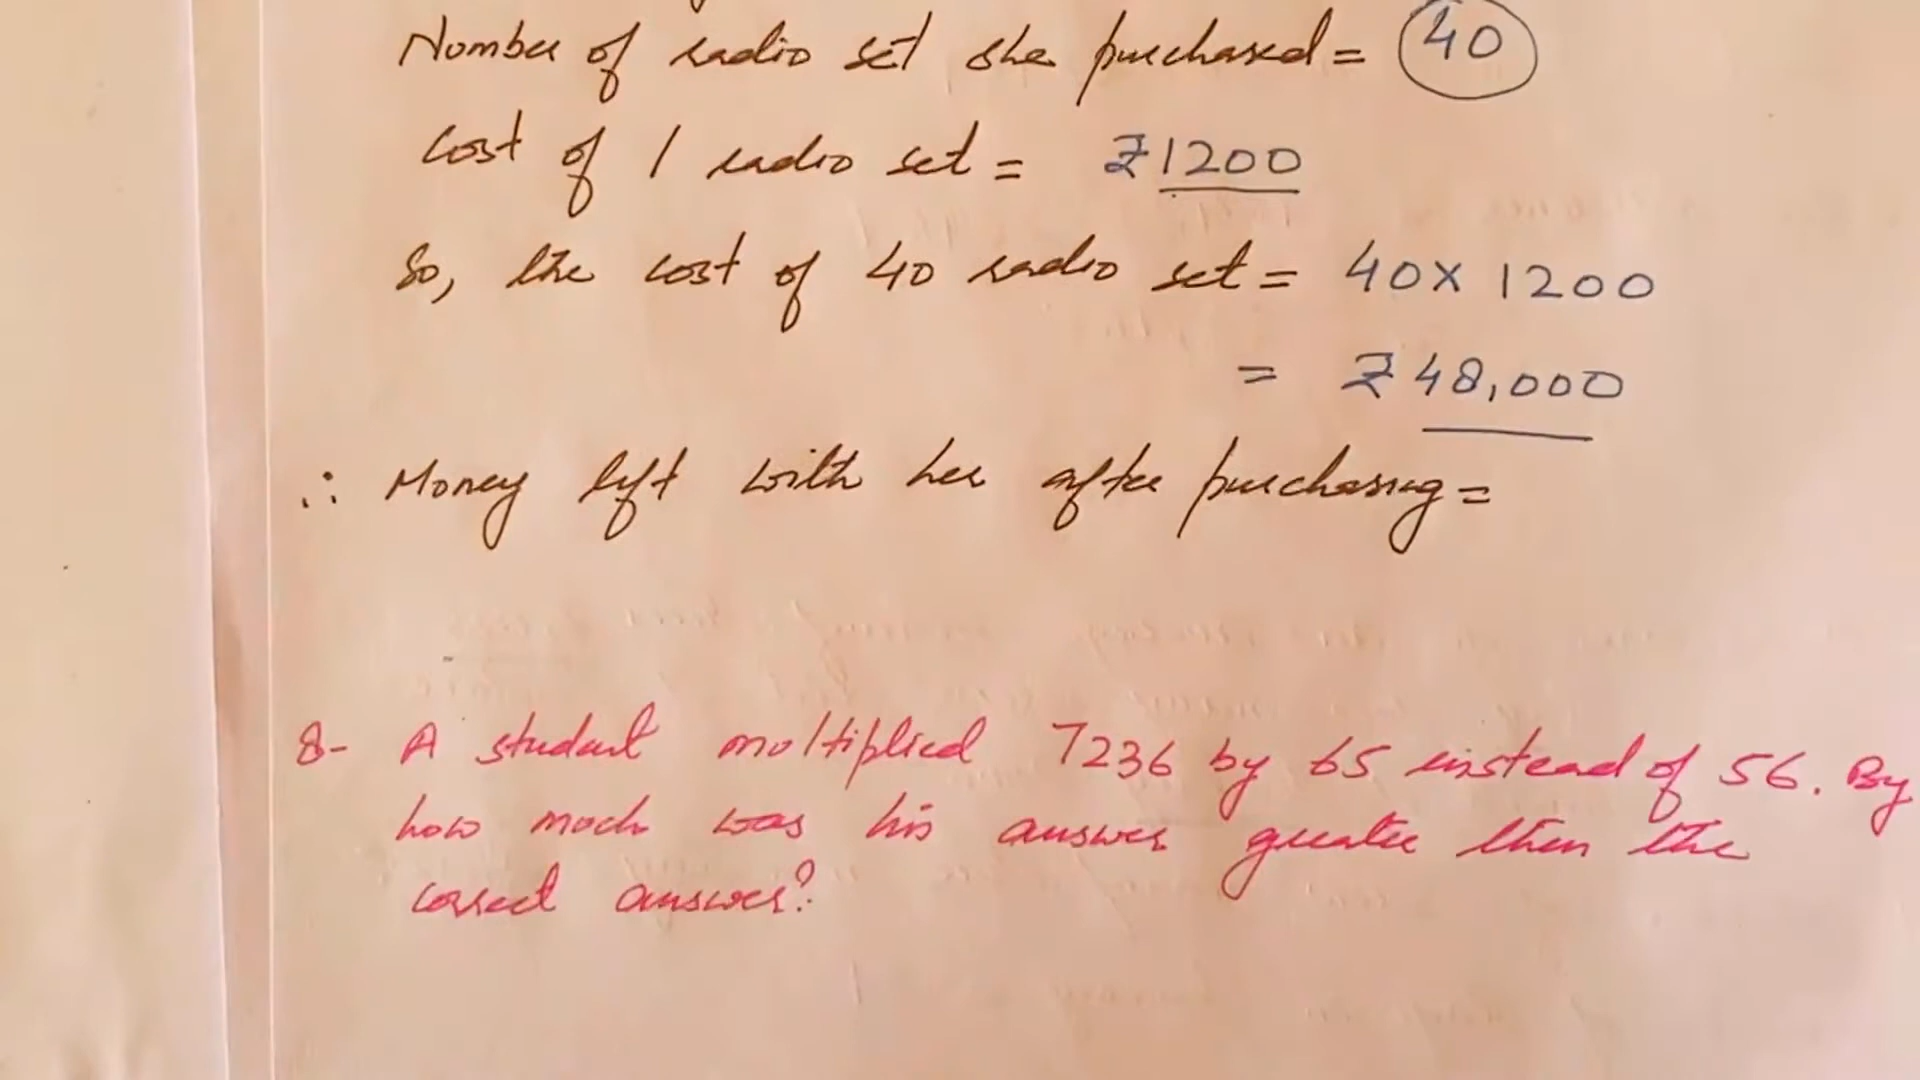 Number of radio set she purchased = 40
Cost of 1 radio set = ₹1200
So, the cost of 40 radio set = 40 x 1200
= ₹48,000
∴ Money left with her after purchasing =
8- A student multiplied 7236 by 65 instead of 56. By
how much was his answer greater then the
correct answer?